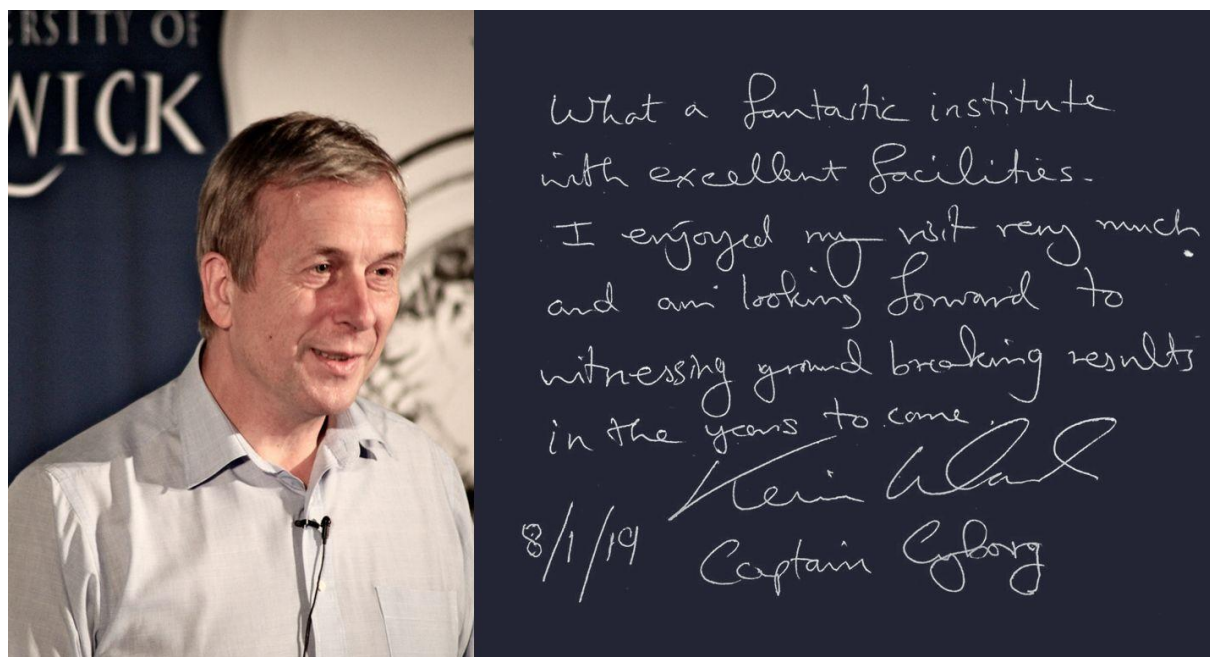 RSITY OF
WICK
What a fantastic institute
with excellent facilities.
I enjoyed my visit very much
and am looking forward to
witnessing ground breaking results
in the years to come.
Kevin
8/1/19
Captain Cyborg